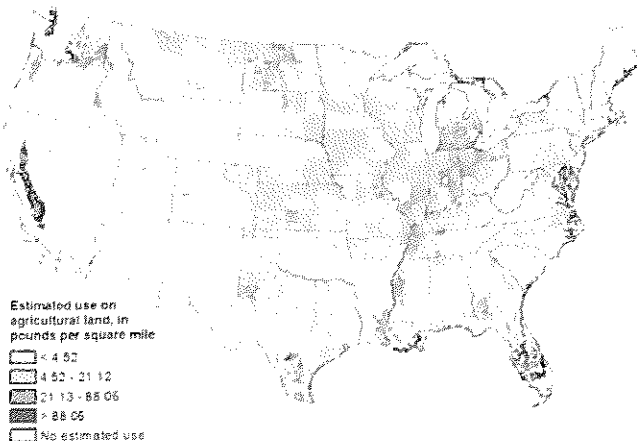 Estimated use on
agricultural land, in
pounds per square mile
< 4.52
4.52 - 21.12
21.13 - 88.06
> 88.06
No estimated use